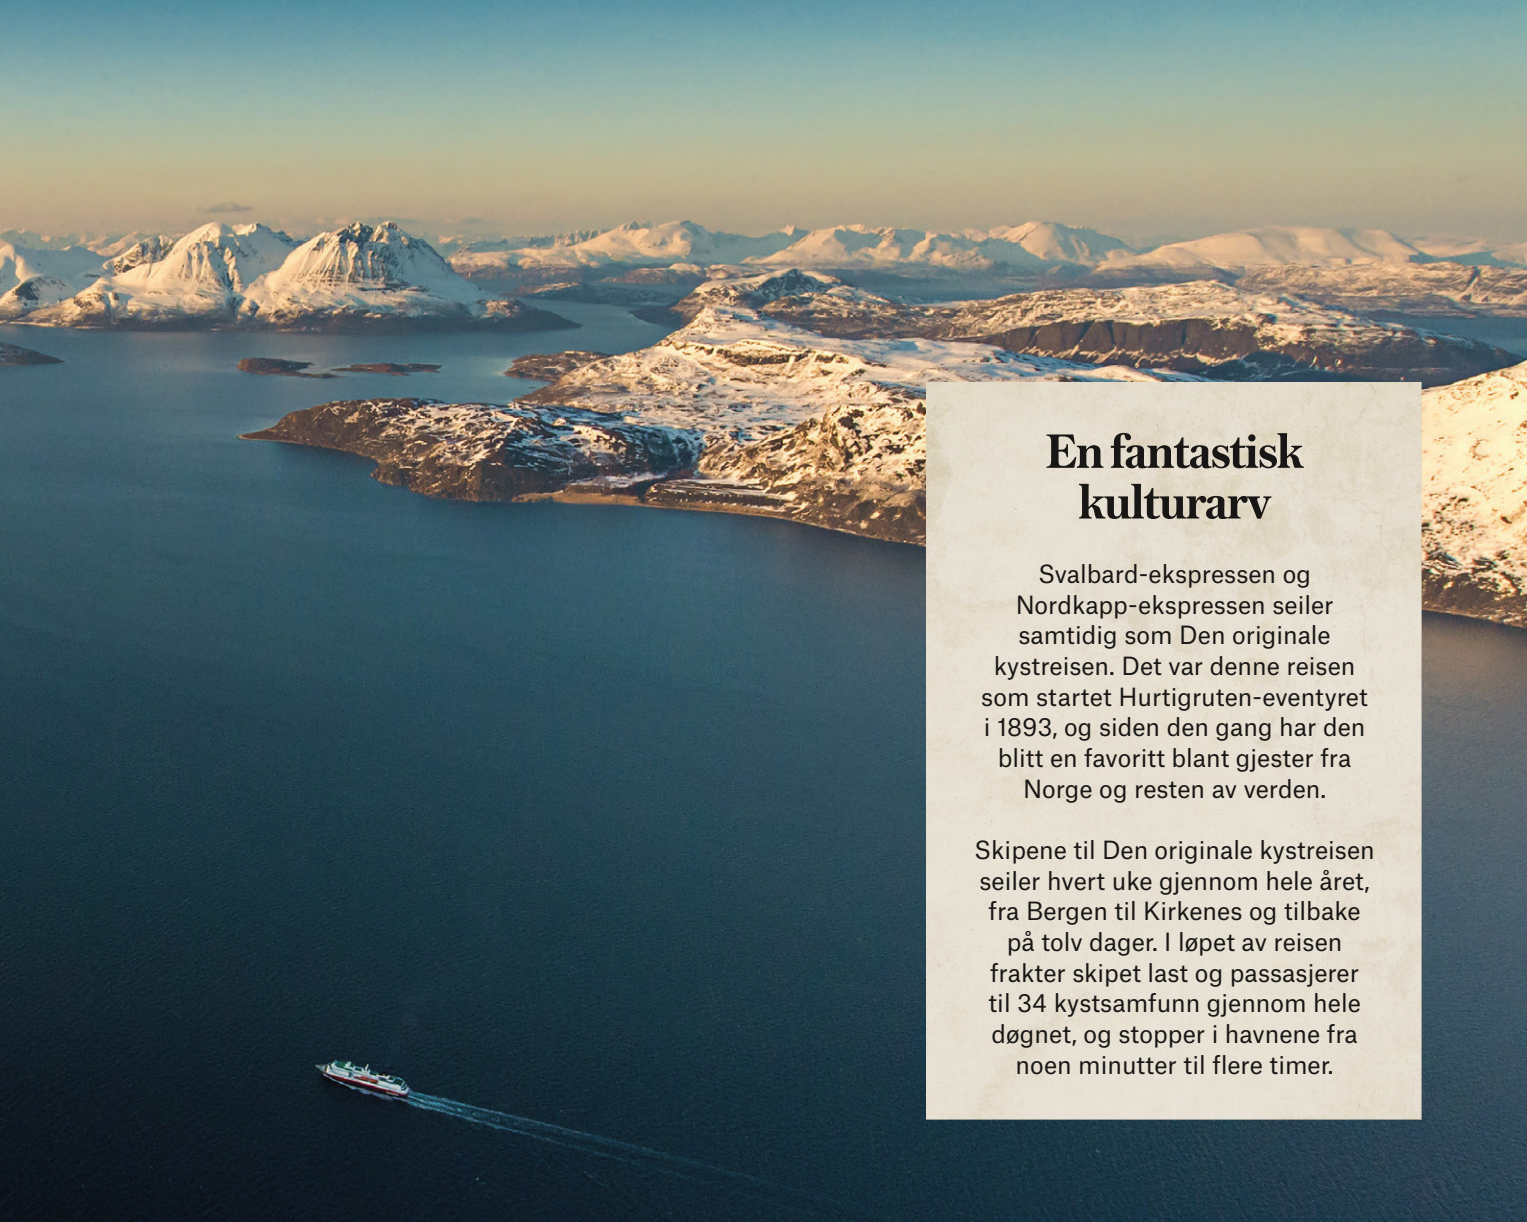 En fantastisk
kulturarv
Svalbard-ekspressen og
Nordkapp-ekspressen seiler
samtidig som Den originale
kystreisen. Det var denne reisen
som startet Hurtigruten-eventyret
i 1893, og siden den gang har den
blitt en favoritt blant gjester fra
Norge og resten av verden.
Skipene til Den originale kystreisen
seiler hvert uke gjennom hele året,
fra Bergen til Kirkenes og tilbake
på tolv dager. I løpet av reisen
frakter skipet last og passasjerer
til 34 kystsamfunn gjennom hele
døgnet, og stopper i havnene fra
noen minutter til flere timer.